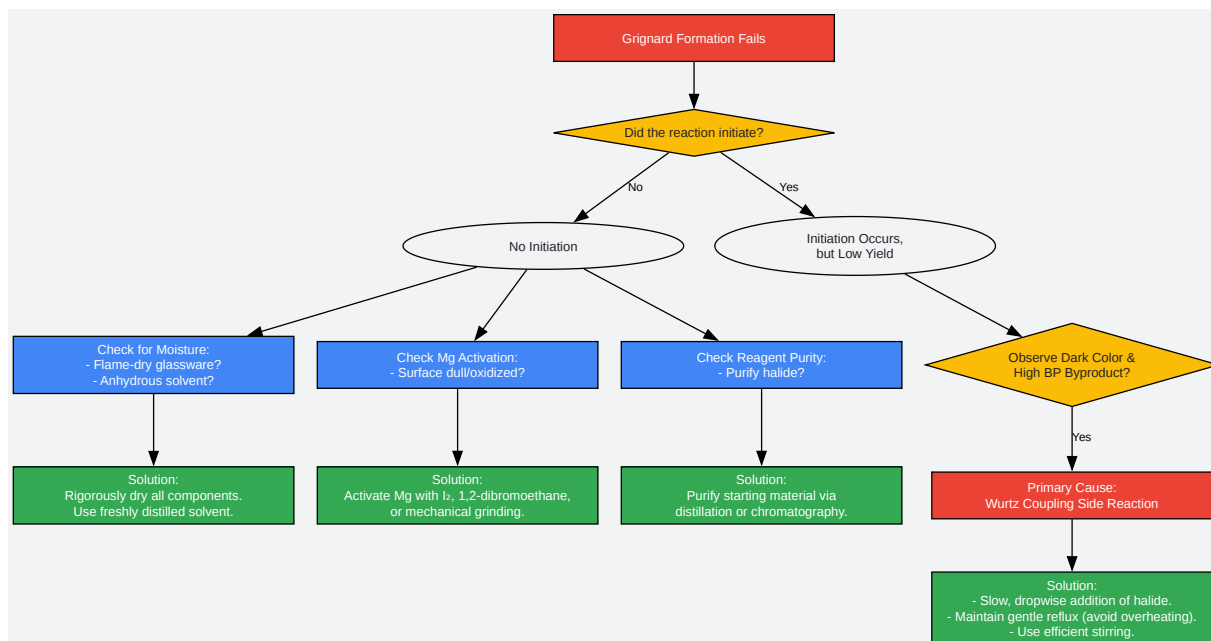 Grignard Formation Fails
Did the reaction initiate?
No
Yes
No Initiation
Initiation Occurs,
but Low Yield
Check for Moisture:
- Flame-dry glassware?
- Anhydrous solvent?
Check Mg Activation:
- Surface dull/oxidized?
Check Reagent Purity:
- Purify halide?
Observe Dark Color &
High BP Byproduct?
Yes
Solution:
Rigorously dry all components.
Use freshly distilled solvent.
Solution:
Activate Mg with I₂, 1,2-dibromoethane,
or mechanical grinding.
Solution:
Purify starting material via
distillation or chromatography.
Primary Cause:
Wurtz Coupling Side Reaction
Solution:
- Slow, dropwise addition of halide.
- Maintain gentle reflux (avoid overheating).
- Use efficient stirring.